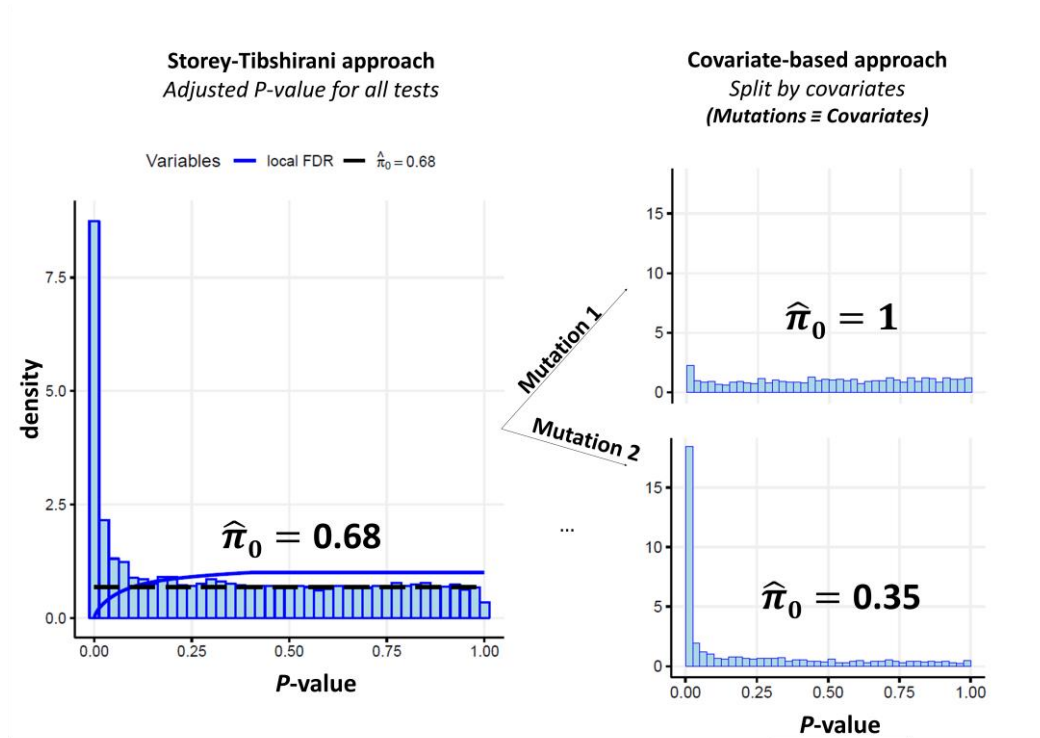 Storey-Tibshirani approach
Adjusted P-value for all tests
Variables local FDR π̂₀ = 0.68
7.5
5.0
2.5
0.0
density
π̂₀ = 0.68
0.00 0.25 0.50 0.75 1.00
P-value
Mutation 1
Mutation 2
...
Covariate-based approach
Split by covariates
(Mutations ≡ Covariates)
15
10
5
0
π̂₀ = 1
15
10
5
0
π̂₀ = 0.35
0.00 0.25 0.50 0.75 1.00
P-value